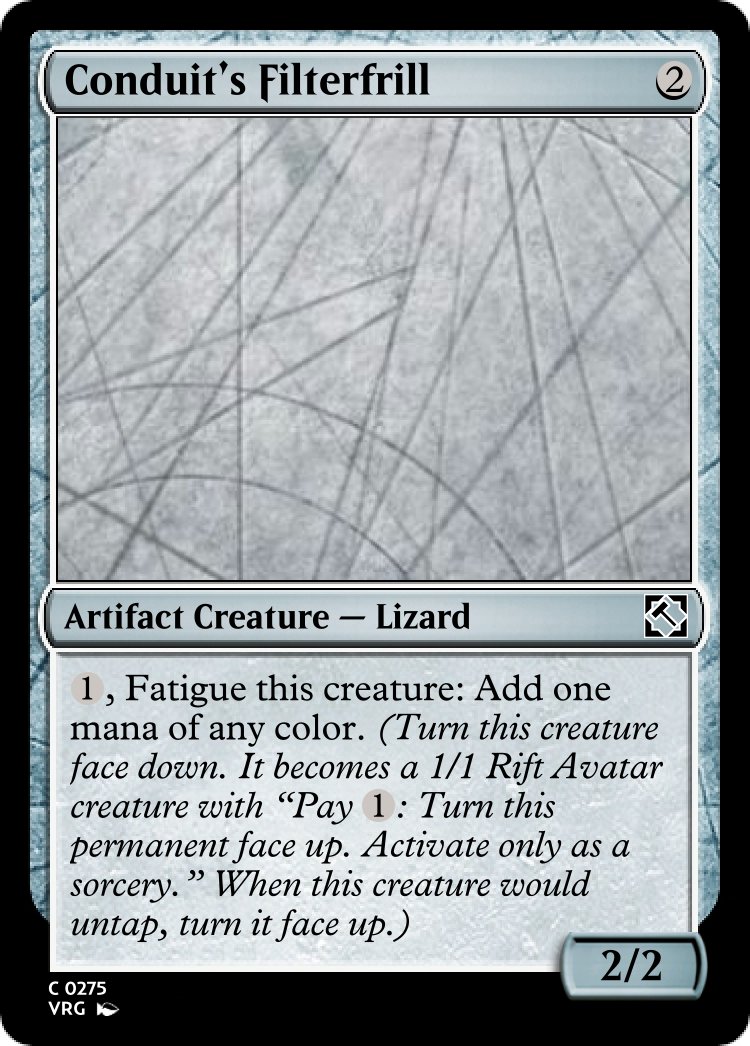 Conduit's Filterfrill 2
Artifact Creature — Lizard
1, Fatigue this creature: Add one
mana of any color. (Turn this creature
face down. It becomes a 1/1 Rift Avatar
creature with “Pay 1: Turn this
permanent face up. Activate only as a
sorcery.” When this creature would
untap, turn it face up.)
2/2
C 0275
VRG